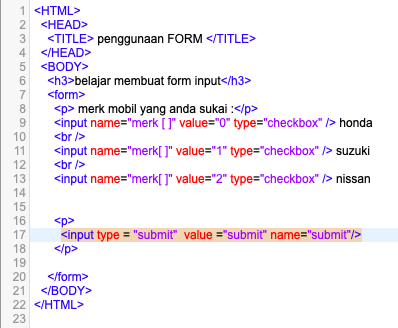 1 <HTML>
2 <HEAD>
3 <TITLE> penggunaan FORM </TITLE>
4 </HEAD>
5 <BODY>
6 <h3>belajar membuat form input</h3>
7 <form>
8 <p> merk mobil yang anda sukai :</p>
9 <input name="merk [ ]" value="0" type="checkbox" /> honda
10 <br />
11 <input name="merk[ ]" value="1" type="checkbox" /> suzuki
12 <br />
13 <input name="merk[ ]" value="2" type="checkbox" /> nissan
14
15
16 <p>
17 <input type = "submit"  value ="submit" name="submit"/>
18 </p>
19
20 </form>
21 </BODY>
22 </HTML>
23